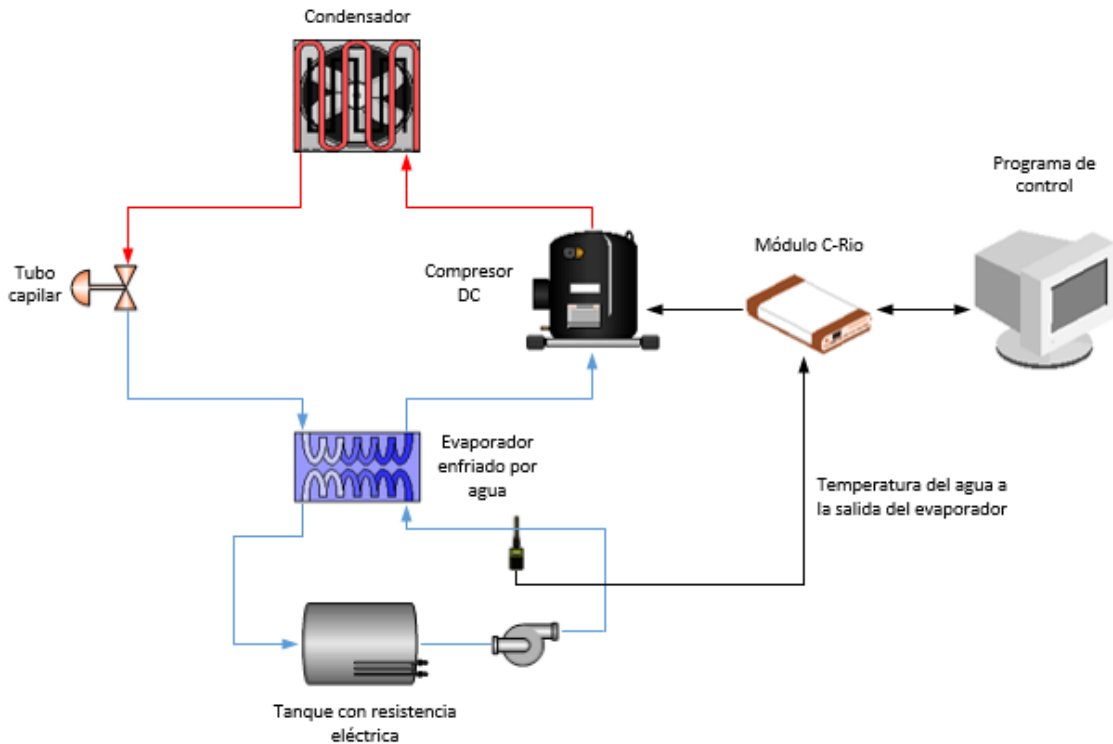 Condensador
Programa de
control
Módulo C-Rio
Compresor
DC
Tubo
capilar
Evaporador
enfriado por
agua
Temperatura del agua a
la salida del evaporador
Tanque con resistencia
eléctrica